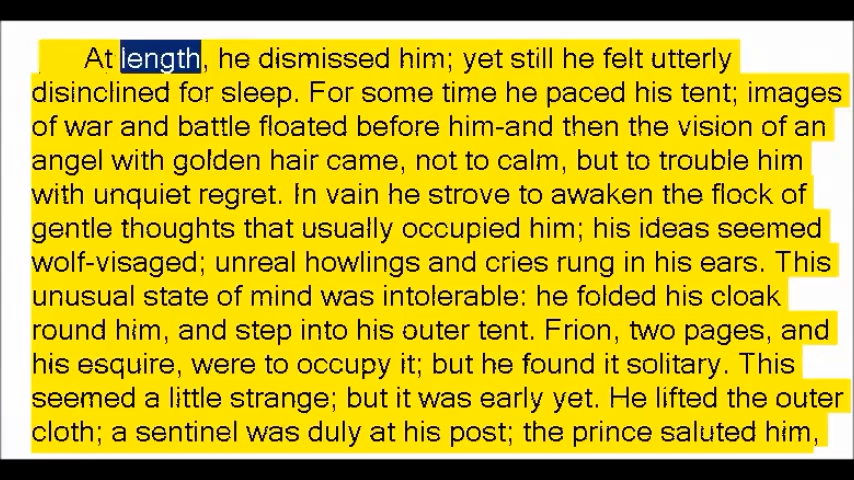 At length, he dismissed him; yet still he felt utterly
disinclined for sleep. For some time he paced his tent; images
of war and battle floated before him-and then the vision of an
angel with golden hair came, not to calm, but to trouble him
with unquiet regret. In vain he strove to awaken the flock of
gentle thoughts that usually occupied him; his ideas seemed
wolf-visaged; unreal howlings and cries rung in his ears. This
unusual state of mind was intolerable: he folded his cloak
round him, and step into his outer tent. Frion, two pages, and
his esquire, were to occupy it; but he found it solitary. This
seemed a little strange; but it was early yet. He lifted the outer
cloth; a sentinel was duly at his post; the prince saluted him,